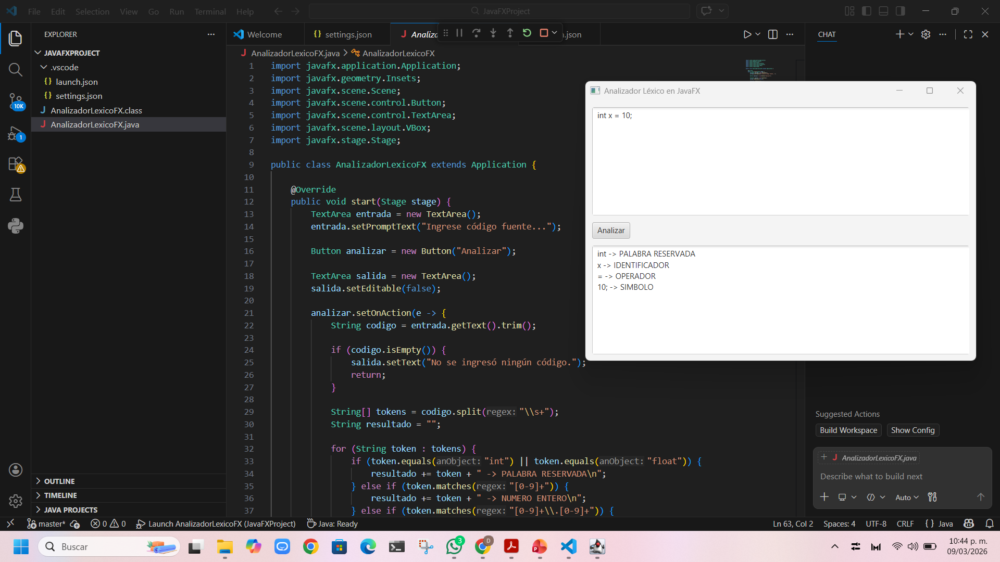 File Edit Selection View Go Run Terminal Help
JavaFXProject
EXPLORER
JAVAFXPROJECT
.vscode
launch.json
settings.json
AnalizadorLexicoFX.class
AnalizadorLexicoFX.java
10K
1
OUTLINE
TIMELINE
JAVA PROJECTS
Welcome
settings.json
.json
AnalizadorLexicoFX.java > AnalizadorLexicoFX
1 import javafx.application.Application;
2 import javafx.geometry.Insets;
3 import javafx.scene.Scene;
4 import javafx.scene.control.Button;
5 import javafx.scene.control.TextArea;
6 import javafx.scene.layout.VBox;
7 import javafx.stage.Stage;
8
9 public class AnalizadorLexicoFX extends Application {
10
11 @Override
12 public void start(Stage stage) {
13 TextArea entrada = new TextArea();
14 entrada.setPromptText("Ingrese código fuente...");
15
16 Button analizar = new Button("Analizar");
17
18 TextArea salida = new TextArea();
19 salida.setEditable(false);
20
21 analizar.setOnAction(e -> {
22 String codigo = entrada.getText().trim();
23
24 if (codigo.isEmpty()) {
25 salida.setText("No se ingresó ningún código.");
26 return;
27 }
28
29 String[] tokens = codigo.split(regex: "\\s+");
30 String resultado = "";
31
32 for (String token : tokens) {
33 if (token.equals(anObject: "int") || token.equals(anObject: "float")) {
34 resultado += token + " -> PALABRA RESERVADA\n";
35 } else if (token.matches(regex: "[0-9]+")) {
36 resultado += token + " -> NUMERO ENTERO\n";
37 } else if (token.matches(regex: "[0-9]+\\.[0-9]+")) {
Analizador Léxico en JavaFX
int x = 10;
Analizar
int -> PALABRA RESERVADA
x -> IDENTIFICADOR
= -> OPERADOR
10; -> SIMBOLO
CHAT
Suggested Actions
Build Workspace Show Config
AnalizadorLexicoFX.java
Describe what to build next
Auto
master* 0 0 Launch AnalizadorLexicoFX (JavaFXProject) Java: Ready
Ln 63, Col 2 Spaces: 4 UTF-8 CRLF {} Java
Buscar
3
D
10:44 p. m.
09/03/2026